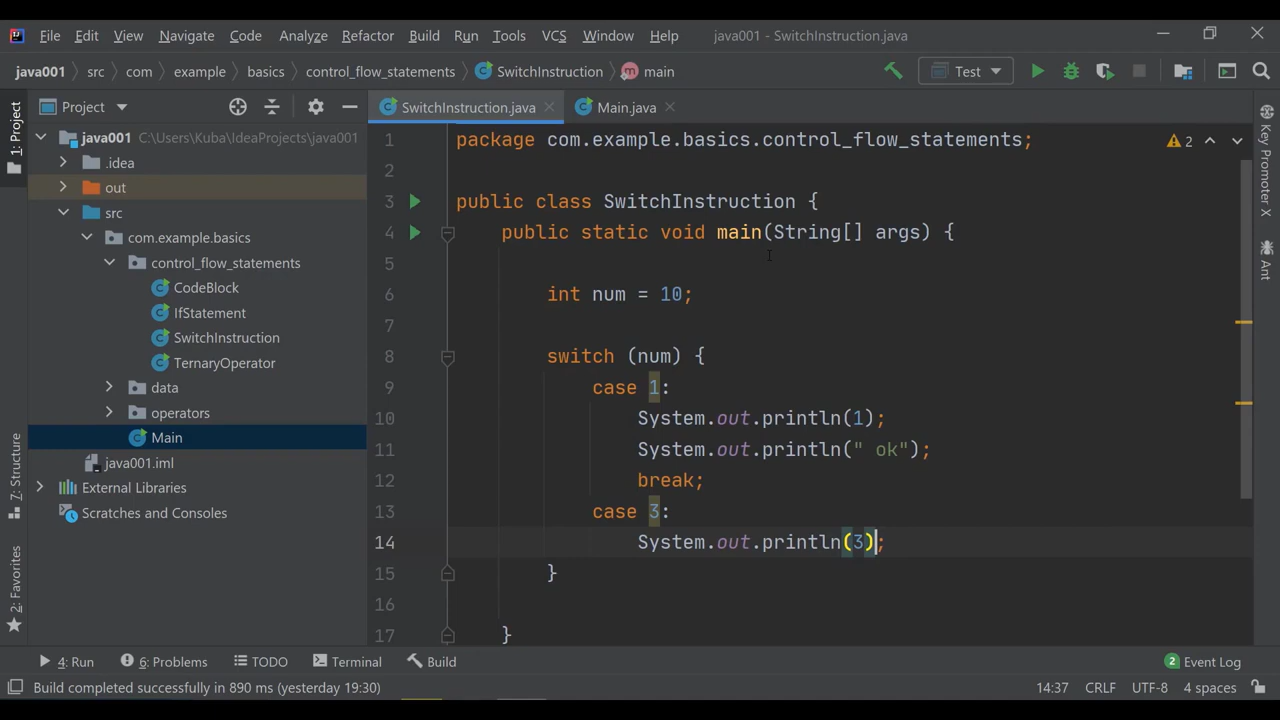 File Edit View Navigate Code Analyze Refactor Build Run Tools VCS Window Help java001 - SwitchInstruction.java
java001 src com example basics control_flow_statements SwitchInstruction m main Test
1: Project
7: Structure
2: Favorites
Project
java001 C:\Users\Kuba\IdeaProjects\java001
.idea
out
src
com.example.basics
control_flow_statements
CodeBlock
IfStatement
SwitchInstruction
TernaryOperator
data
operators
Main
java001.iml
External Libraries
Scratches and Consoles
SwitchInstruction.java Main.java
1 package com.example.basics.control_flow_statements;
2
3 public class SwitchInstruction {
4 public static void main(String[] args) {
5
6 int num = 10;
7
8 switch (num) {
9 case 1:
10 System.out.println(1);
11 System.out.println(" ok");
12 break;
13 case 3:
14 System.out.println(3);
15 }
16
17 }
2
Key Promoter X
Ant
4: Run 6: Problems TODO Terminal Build 2 Event Log
Build completed successfully in 890 ms (yesterday 19:30) 14:37 CRLF UTF-8 4 spaces